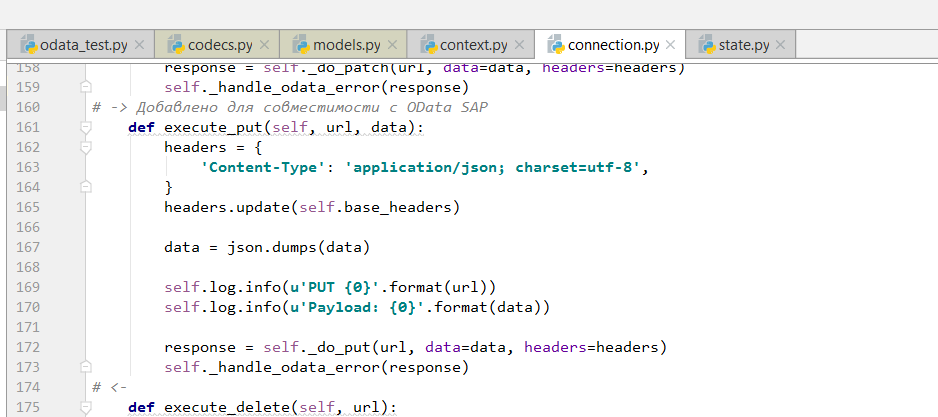 odata_test.py × codecs.py × models.py × context.py × connection.py × state.py ×
158 response = self._do_patch(url, data=data, headers=headers)
159 self._handle_odata_error(response)
160 # -> Добавлено для совместимости с OData SAP
161 def execute_put(self, url, data):
162 headers = {
163 'Content-Type': 'application/json; charset=utf-8',
164 }
165 headers.update(self.base_headers)
166
167 data = json.dumps(data)
168
169 self.log.info(u'PUT {0}'.format(url))
170 self.log.info(u'Payload: {0}'.format(data))
171
172 response = self._do_put(url, data=data, headers=headers)
173 self._handle_odata_error(response)
174 # <-
175 def execute_delete(self, url):